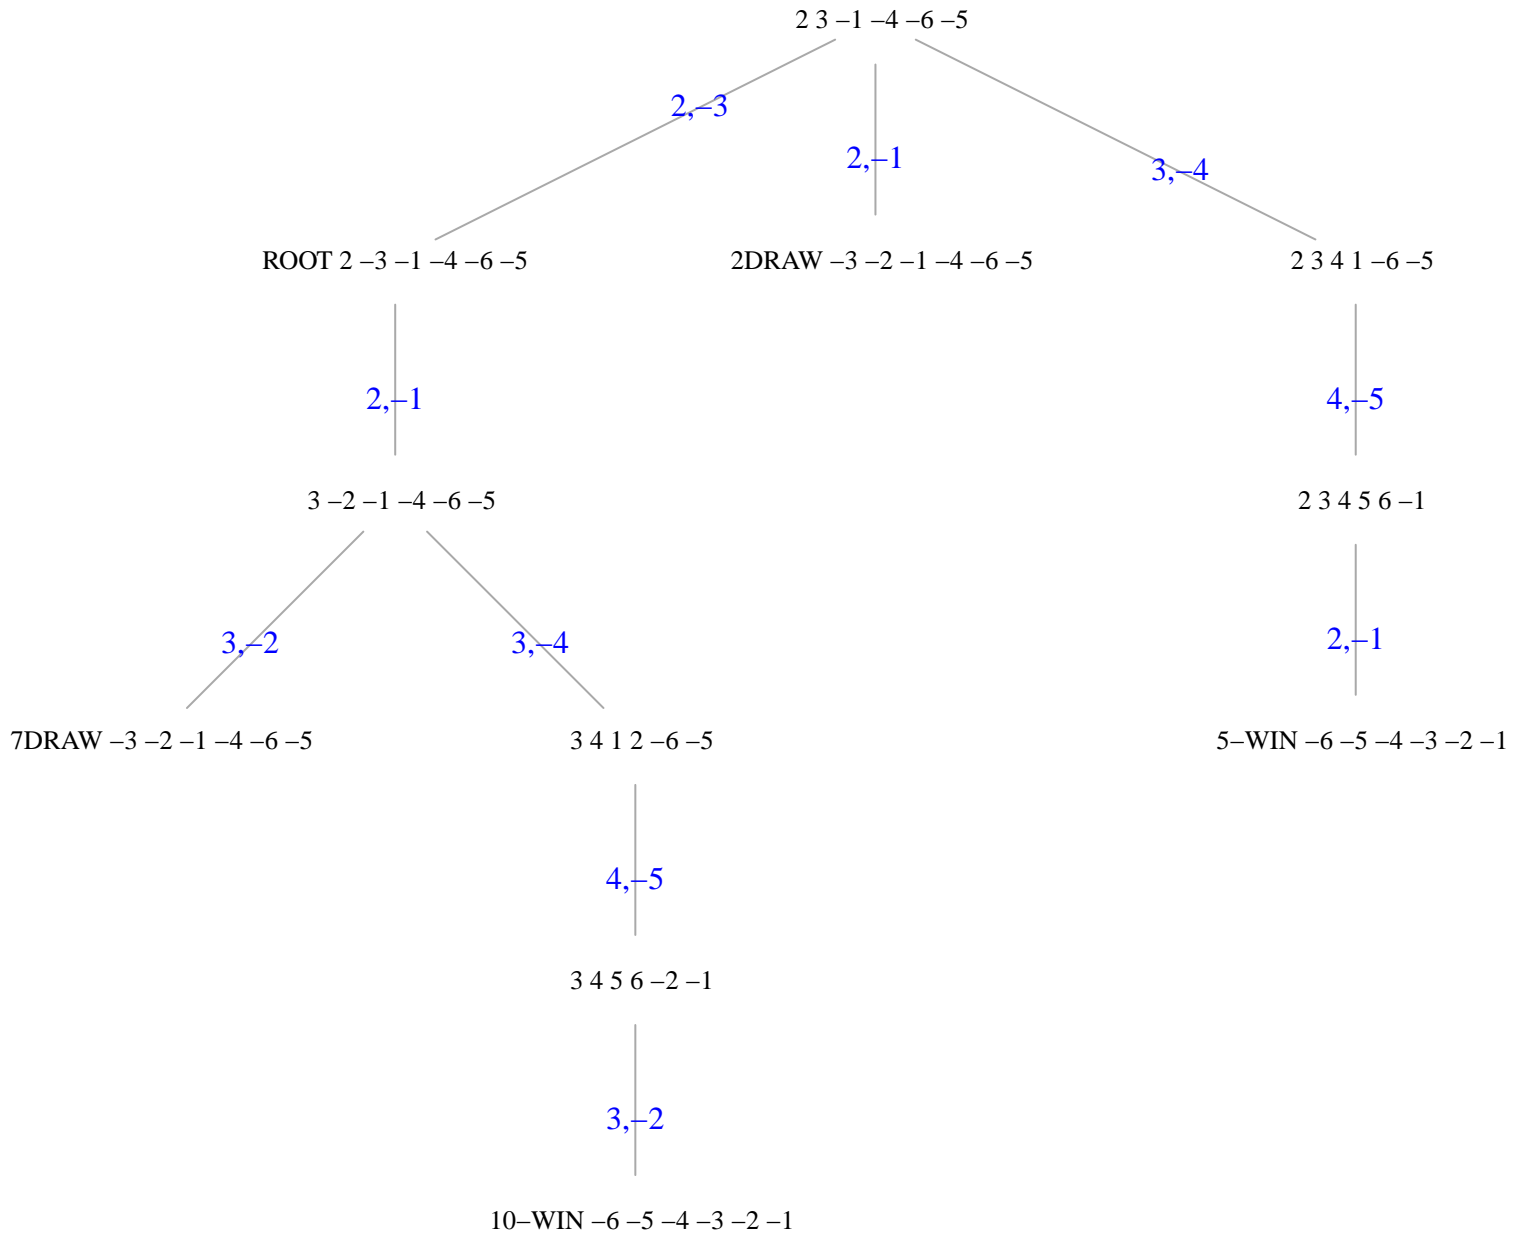 2 3 –1 –4 –6 –5
2,–3
2,–1
3,–4
ROOT 2 –3 –1 –4 –6 –5
2DRAW –3 –2 –1 –4 –6 –5
2 3 4 1 –6 –5
2,–1
4,–5
3 –2 –1 –4 –6 –5
2 3 4 5 6 –1
3,–2
3,–4
2,–1
7DRAW –3 –2 –1 –4 –6 –5
3 4 1 2 –6 –5
5–WIN –6 –5 –4 –3 –2 –1
4,–5
3 4 5 6 –2 –1
3,–2
10–WIN –6 –5 –4 –3 –2 –1